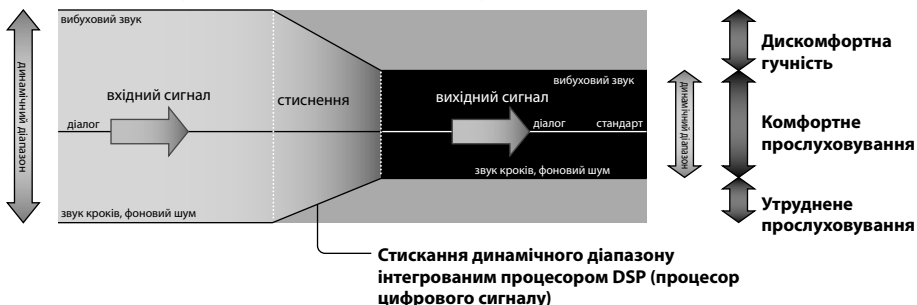 вибуховий звук
динамічний діапазон
вхідний сигнал
діалог
звук кроків, фоновий шум
стиснення
вибуховий звук
вихідний сигнал
діалог
стандарт
звук кроків, фоновий шум
динамічний діапазон
Дискомфортна
гучність
Комфортне
прослуховування
Утруднене
прослуховування
Стискання динамічного діапазону
інтегрованим процесором DSP (процесор
цифрового сигналу)